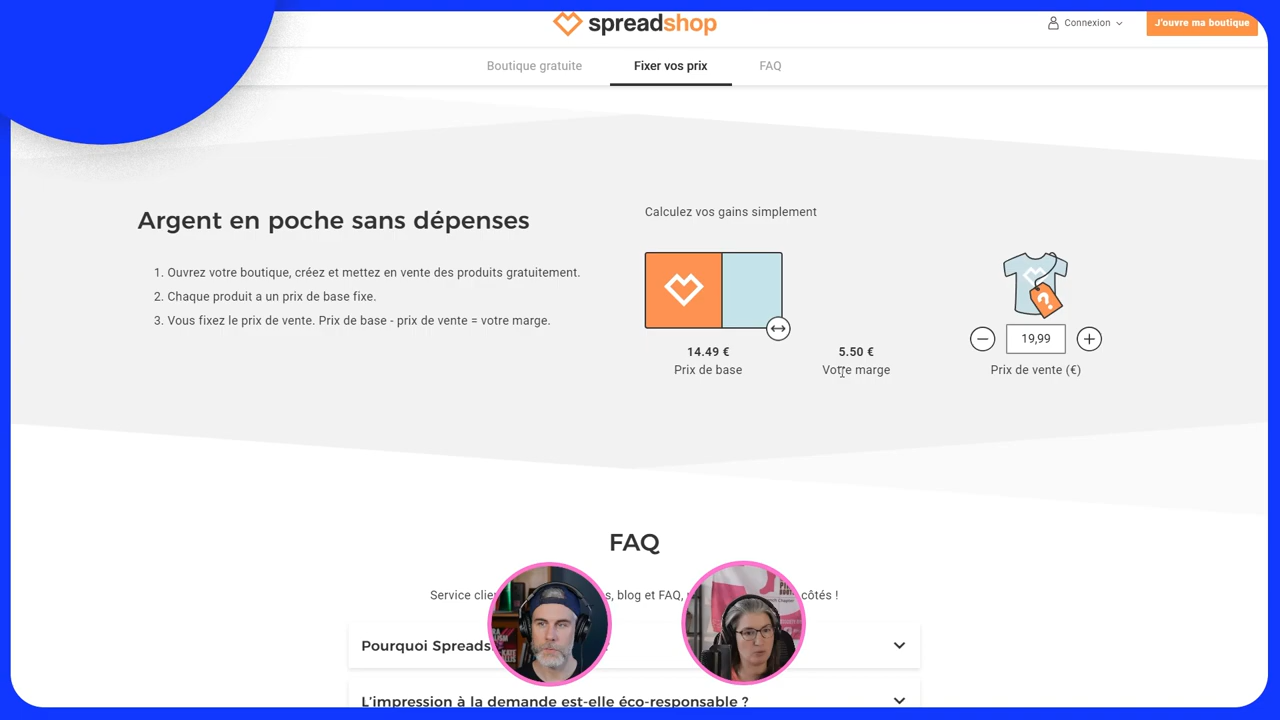 spreadshop
Connexion
J'ouvre ma boutique
Boutique gratuite
Fixer vos prix
FAQ
Argent en poche sans dépenses
1. Ouvrez votre boutique, créez et mettez en vente des produits gratuitement.
2. Chaque produit a un prix de base fixe.
3. Vous fixez le prix de vente. Prix de base - prix de vente = votre marge.
Calculez vos gains simplement
14.49 €
Prix de base
5.50 €
Votre marge
?
19,99
Prix de vente (€)
FAQ
Service , blog et FAQ, côtés !
Pourquoi
L'impression à la demande est-elle éco-responsable ?